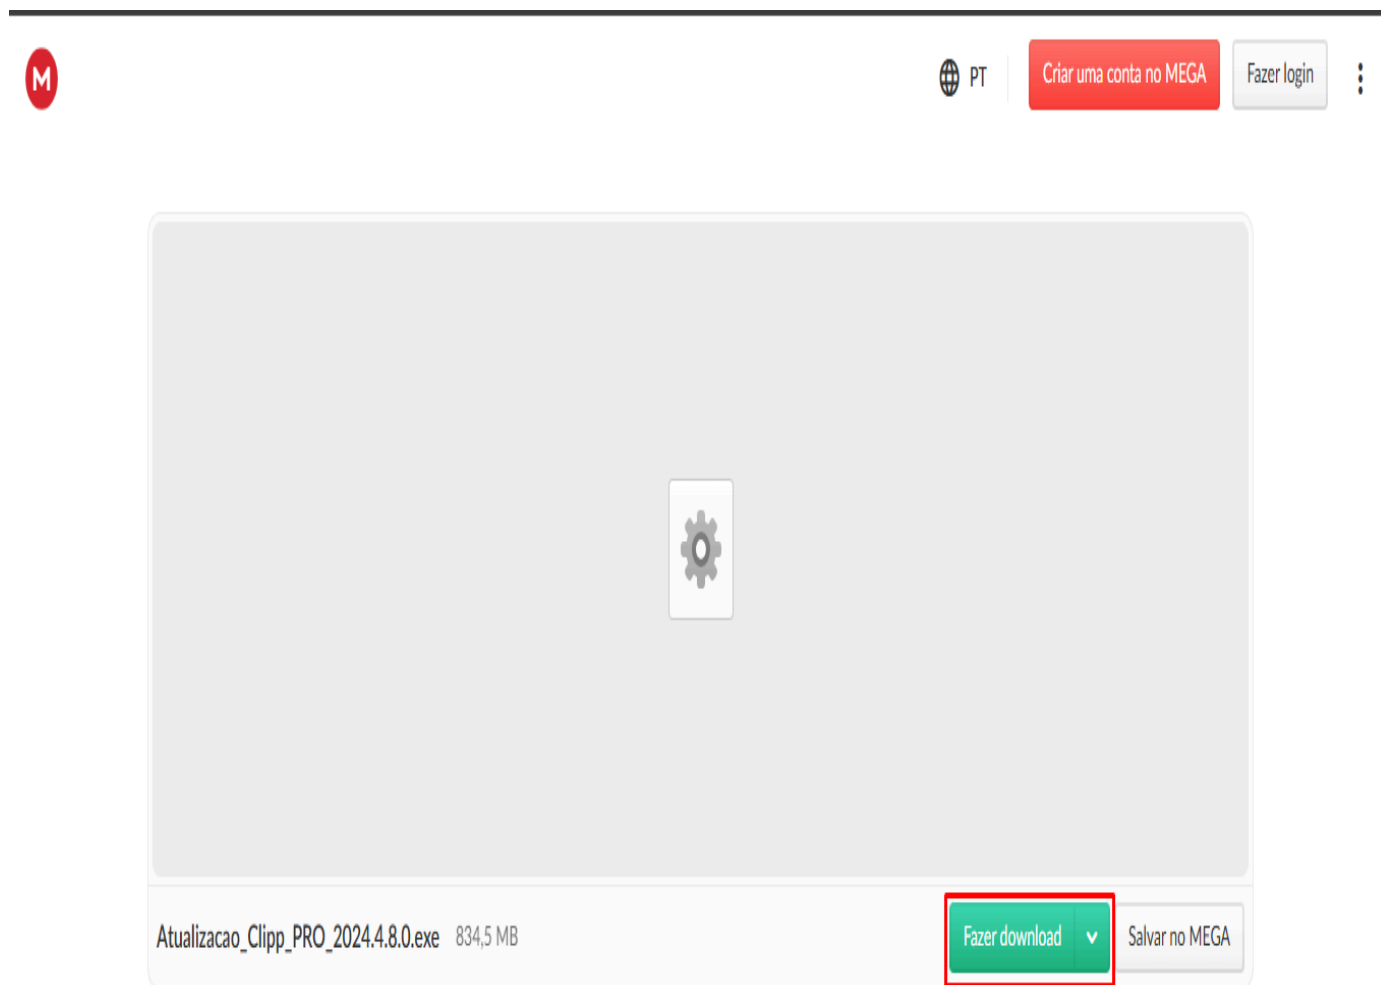 M
PT
Criar uma conta no MEGA
Fazer login
Atualizacao_Clipp_PRO_2024.4.8.0.exe 834,5 MB
Fazer download
Salvar no MEGA